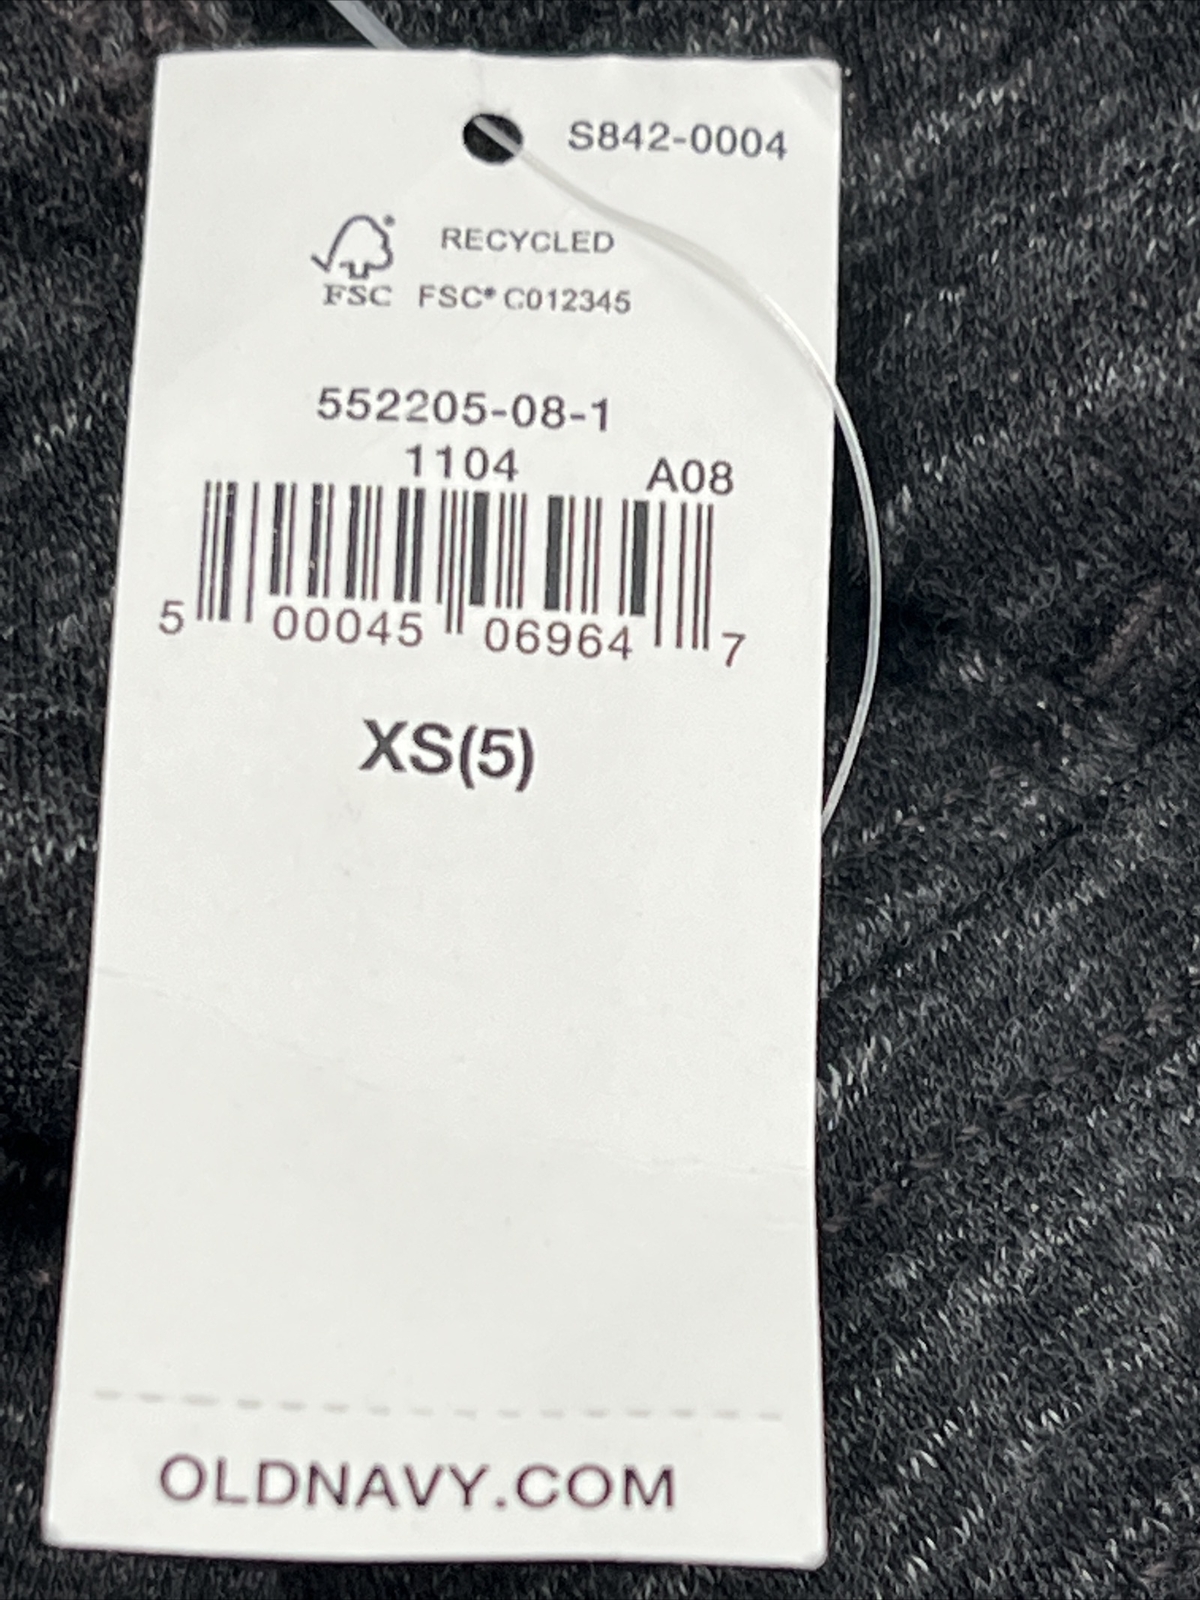 S842-0004
RECYCLED
FSC FSC® C012345
552205-08-1
1104 A08
5 00045 06964 7
XS(5)
OLDNAVY.COM